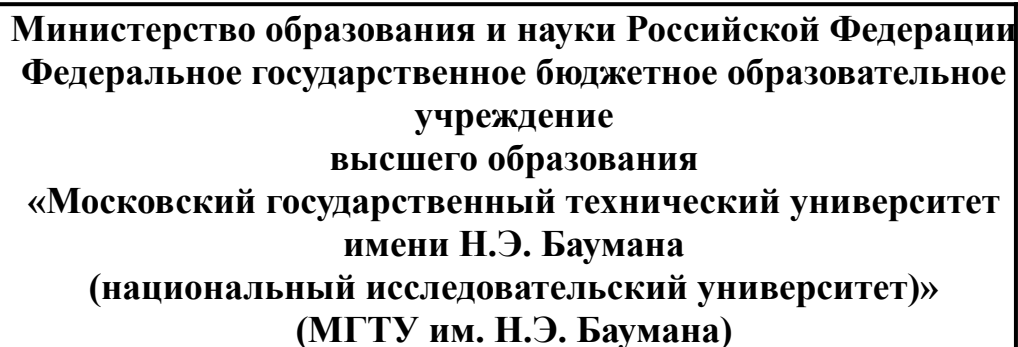 Министерство образования и науки Российской Федерации
Федеральное государственное бюджетное образовательное
учреждение
высшего образования
«Московский государственный технический университет
имени Н.Э. Баумана
(национальный исследовательский университет)»
(МГТУ им. Н.Э. Баумана)